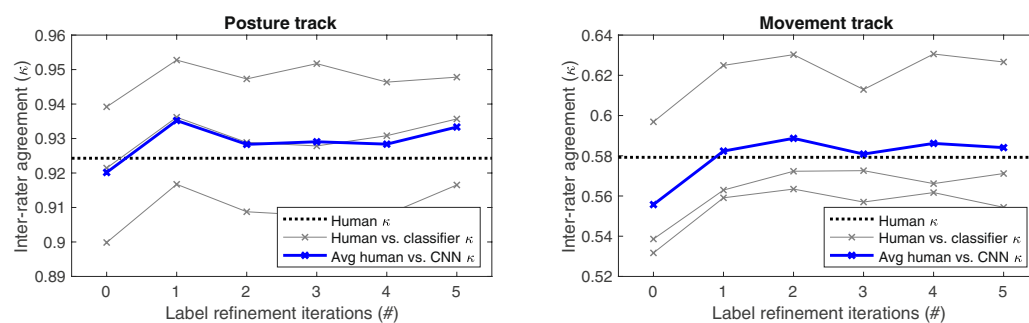 Posture track
0.96
0.95
0.94
0.93
0.92
0.91
0.9
0.89
Inter-rater agreement (κ)
Human κ
Human vs. classifier κ
Avg human vs. CNN κ
0 1 2 3 4 5
Label refinement iterations (#)
Movement track
0.64
0.62
0.6
0.58
0.56
0.54
0.52
Inter-rater agreement (κ)
Human κ
Human vs. classifier κ
Avg human vs. CNN κ
0 1 2 3 4 5
Label refinement iterations (#)